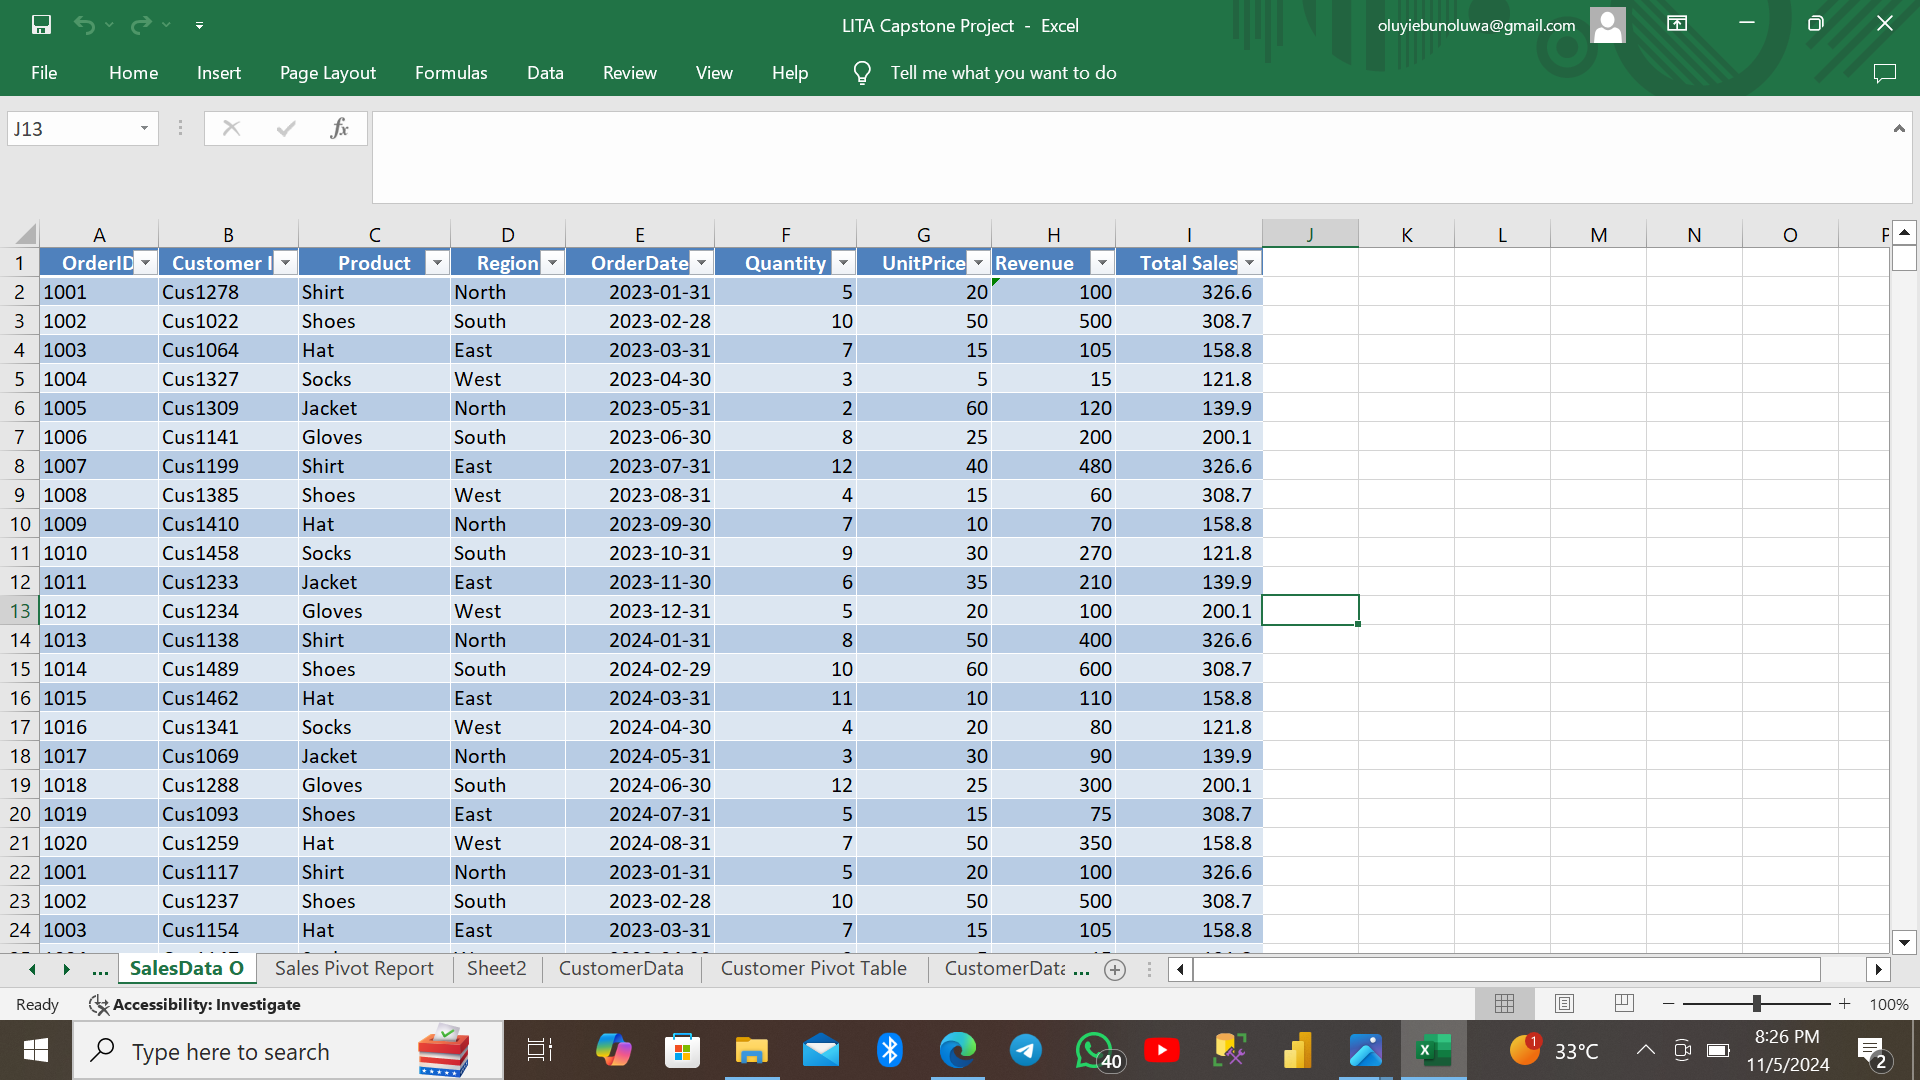 LITA Capstone Project - Excel
oluyiebunoluwa@gmail.com
File Home Insert Page Layout Formulas Data Review View Help Tell me what you want to do
J13 fx
A B C D E F G H I J K L M N O P
1 OrderID Customer I Product Region OrderDate Quantity UnitPrice Revenue Total Sales
2 1001 Cus1278 Shirt North 2023-01-31 5 20 100 326.6
3 1002 Cus1022 Shoes South 2023-02-28 10 50 500 308.7
4 1003 Cus1064 Hat East 2023-03-31 7 15 105 158.8
5 1004 Cus1327 Socks West 2023-04-30 3 5 15 121.8
6 1005 Cus1309 Jacket North 2023-05-31 2 60 120 139.9
7 1006 Cus1141 Gloves South 2023-06-30 8 25 200 200.1
8 1007 Cus1199 Shirt East 2023-07-31 12 40 480 326.6
9 1008 Cus1385 Shoes West 2023-08-31 4 15 60 308.7
10 1009 Cus1410 Hat North 2023-09-30 7 10 70 158.8
11 1010 Cus1458 Socks South 2023-10-31 9 30 270 121.8
12 1011 Cus1233 Jacket East 2023-11-30 6 35 210 139.9
13 1012 Cus1234 Gloves West 2023-12-31 5 20 100 200.1
14 1013 Cus1138 Shirt North 2024-01-31 8 50 400 326.6
15 1014 Cus1489 Shoes South 2024-02-29 10 60 600 308.7
16 1015 Cus1462 Hat East 2024-03-31 11 10 110 158.8
17 1016 Cus1341 Socks West 2024-04-30 4 20 80 121.8
18 1017 Cus1069 Jacket North 2024-05-31 3 30 90 139.9
19 1018 Cus1288 Gloves South 2024-06-30 12 25 300 200.1
20 1019 Cus1093 Shoes East 2024-07-31 5 15 75 308.7
21 1020 Cus1259 Hat West 2024-08-31 7 50 350 158.8
22 1001 Cus1117 Shirt North 2023-01-31 5 20 100 326.6
23 1002 Cus1237 Shoes South 2023-02-28 10 50 500 308.7
24 1003 Cus1154 Hat East 2023-03-31 7 15 105 158.8
... SalesData O Sales Pivot Report Sheet2 CustomerData Customer Pivot Table CustomerData ...
Ready Accessibility: Investigate 100%
Type here to search 40 1 33°C 8:26 PM
11/5/2024 2